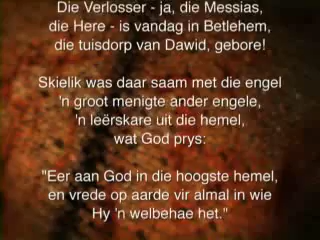 Die Verlosser - ja, die Messias,
die Here - is vandag in Betlehem,
die tuisdorp van Dawid, gebore!
Skielik was daar saam met die engel
'n groot menigte ander engele,
'n leërskare uit die hemel,
wat God prys:
"Eer aan God in die hoogste hemel,
en vrede op aarde vir almal in wie
Hy 'n welbehae het."